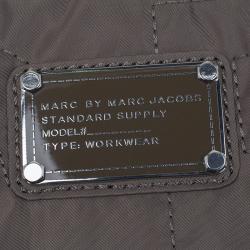 MARC BY MARC JACOBS
STANDARD SUPPLY
MODEL#_
TYPE: WORKWEAR